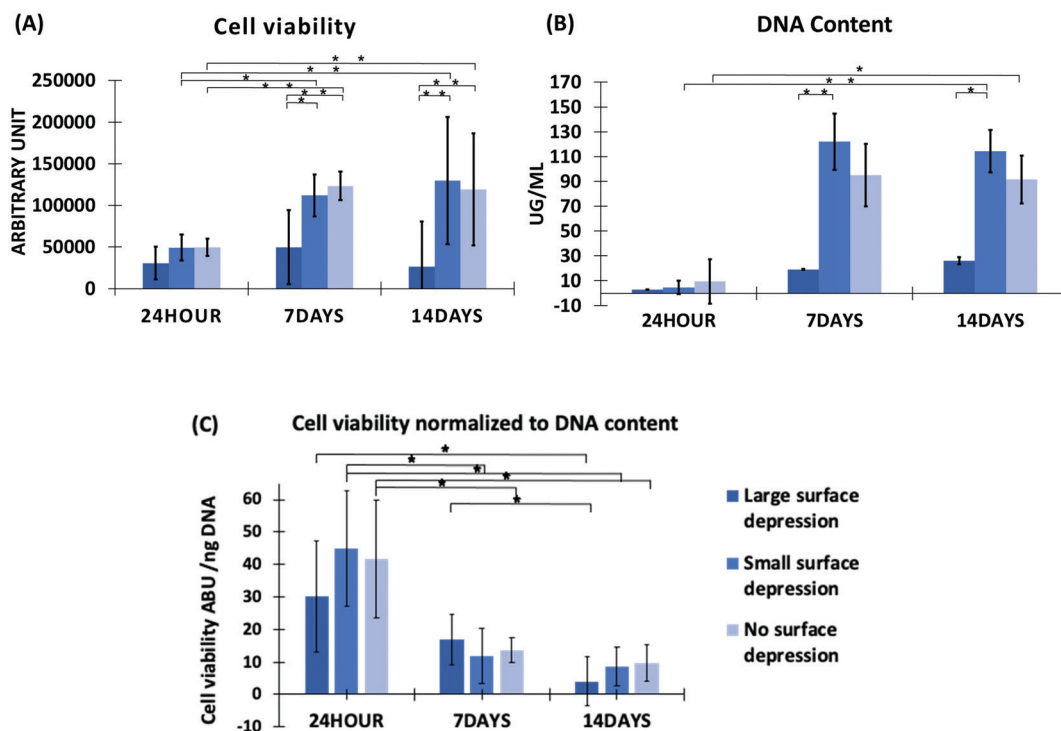 (A)
Cell viability
* *
* *
* *
* * *
* *
*
* *
* *
ARBITRARY UNIT
250000
200000
150000
100000
50000
0
24HOUR 7DAYS 14DAYS
(B)
DNA Content
*
* *
* *
*
UG/ML
170
150
130
110
90
70
50
30
10
-10
24HOUR 7DAYS 14DAYS
(C)
Cell viability normalized to DNA content
*
*
* *
*
*
*
Cell viability ABU /ng DNA
60
50
40
30
20
10
0
-10
24HOUR 7DAYS 14DAYS
Large surface
depression
Small surface
depression
No surface
depression